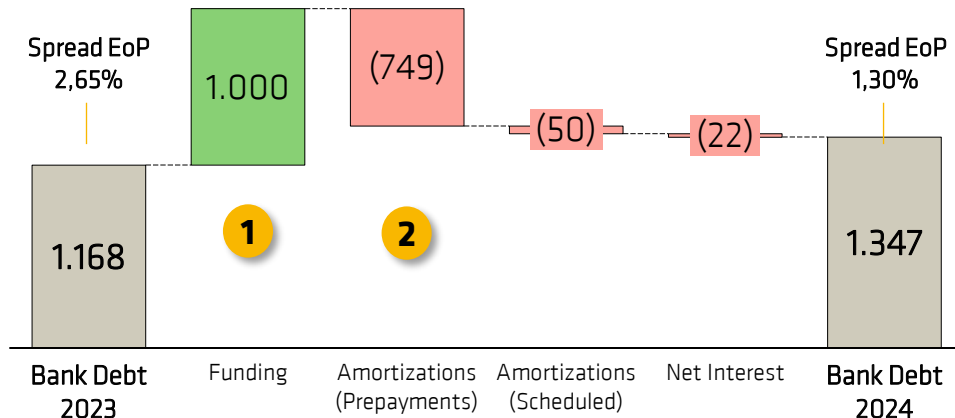 Spread EoP
2,65%
1.000
(749)
(50)
(22)
Spread EoP
1,30%
1.168
1
2
1.347
Bank Debt
2023
Funding
Amortizations
(Prepayments)
Amortizations
(Scheduled)
Net Interest
Bank Debt
2024